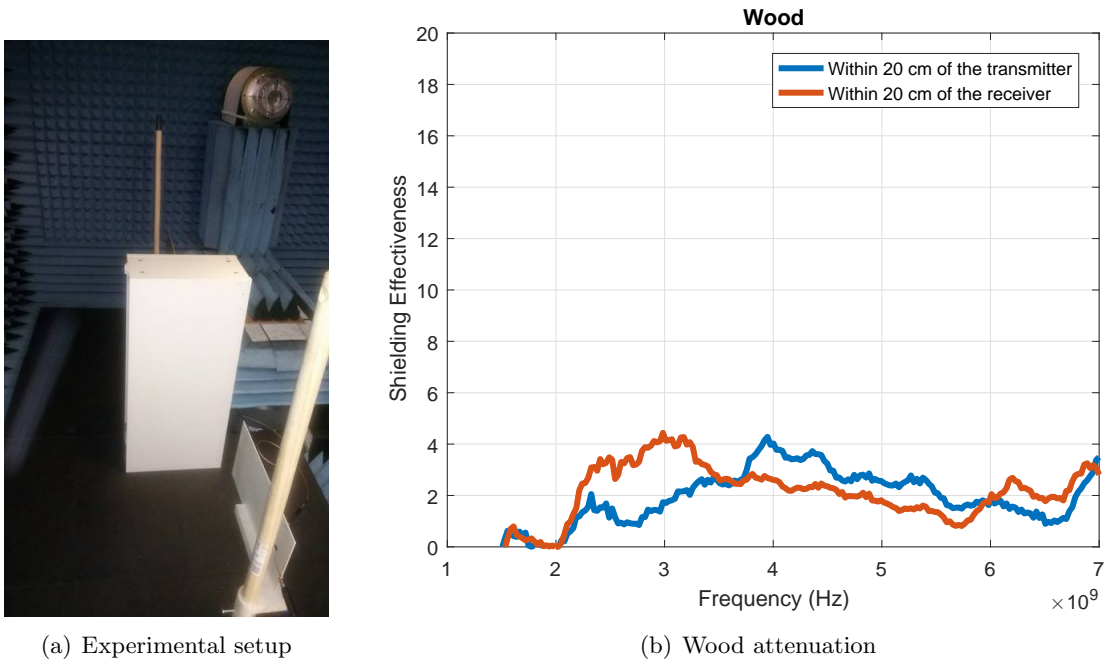 Wood
20
18
16
14
12
10
8
6
4
2
0
Shielding Effectiveness
Within 20 cm of the transmitter
Within 20 cm of the receiver
1 2 3 4 5 6 7
Frequency (Hz)
×10⁹
(a) Experimental setup
(b) Wood attenuation